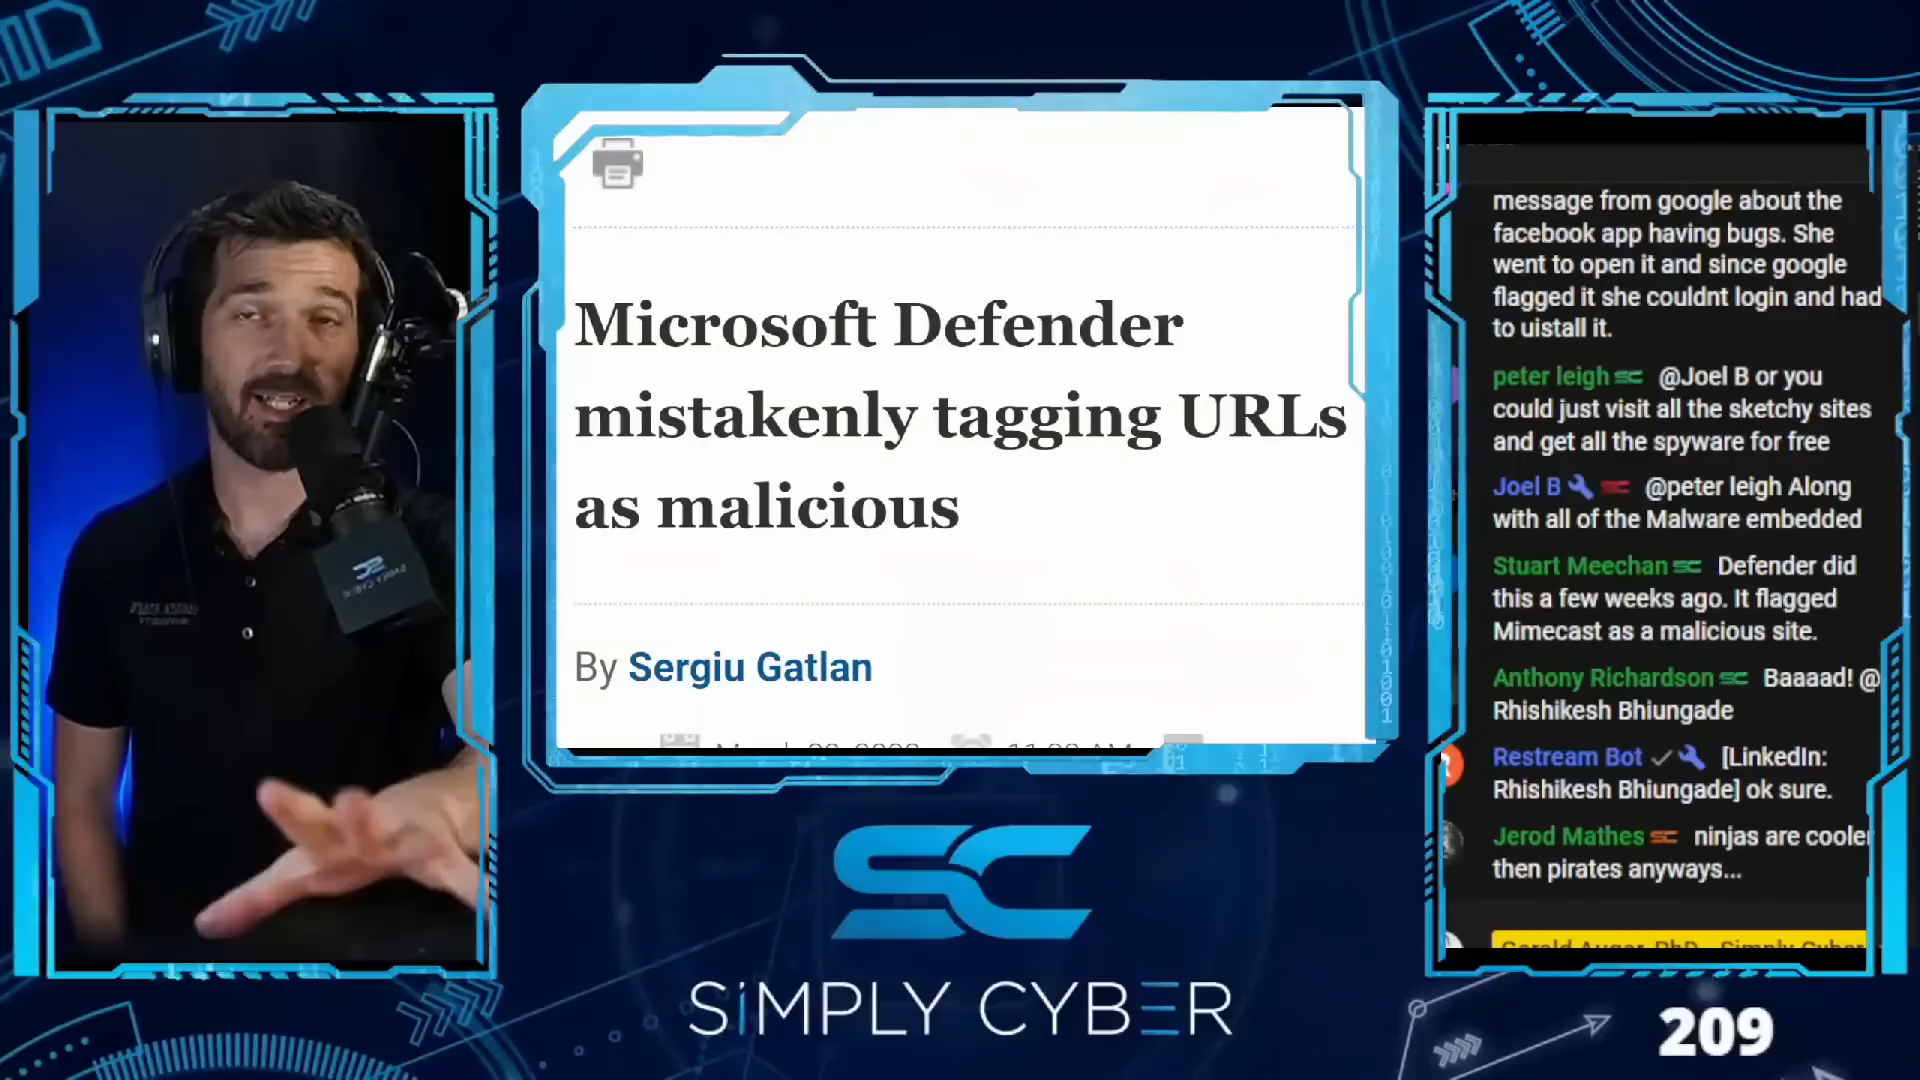 Microsoft Defender
mistakenly tagging URLs
as malicious
By Sergiu Gatlan
message from google about the
facebook app having bugs. She
went to open it and since google
flagged it she couldnt login and had
to uistall it.
peter leigh @Joel B or you
could just visit all the sketchy sites
and get all the spyware for free
Joel B @peter leigh Along
with all of the Malware embedded
Stuart Meechan Defender did
this a few weeks ago. It flagged
Mimecast as a malicious site.
Anthony Richardson Baaaad! @
Rhishikesh Bhiungade
Restream Bot [LinkedIn:
Rhishikesh Bhiungade] ok sure.
Jerod Mathes ninjas are cooler
then pirates anyways...
SC
SiMPLY CYBER
209